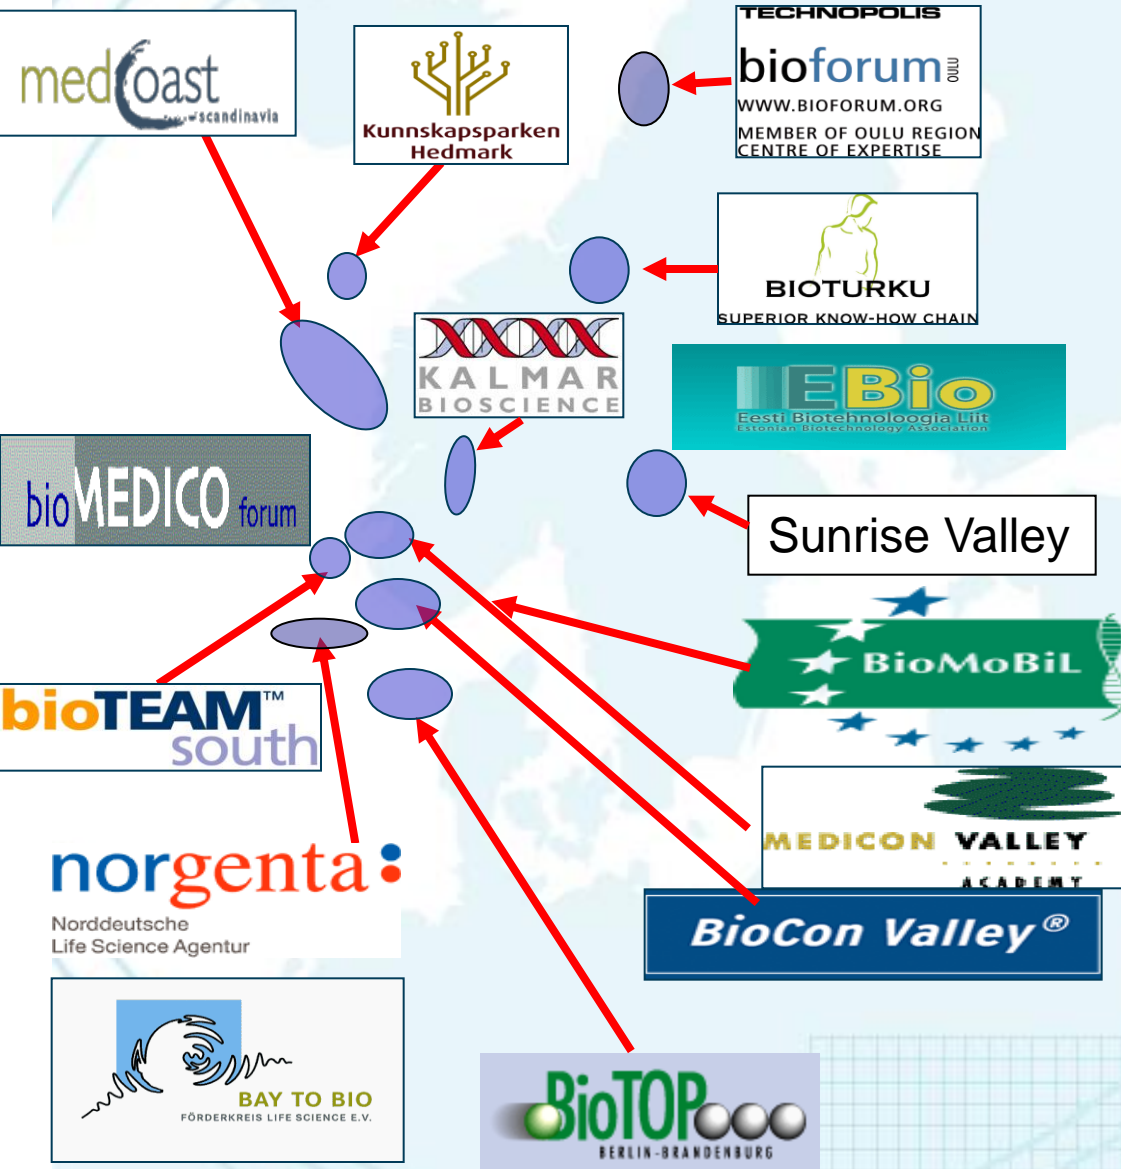 medcoast
scandinavia
Kunnskapsparken
Hedmark
TECHNOPOLIS
bioforum OULU
WWW.BIOFORUM.ORG
MEMBER OF OULU REGION
CENTRE OF EXPERTISE
BIOTURKU
SUPERIOR KNOW-HOW CHAIN
KALMAR
BIOSCIENCE
EBio
Eesti Biotehnoloogia Liit
Estonian Biotechnology Association
bioMEDICO forum
Sunrise Valley
BioMoBiL
bioTEAM™
south
MEDICON VALLEY
ACADEMY
norgenta:
Norddeutsche
Life Science Agentur
BioCon Valley®
BAY TO BIO
FÖRDERKREIS LIFE SCIENCE E.V.
BioTOP
BERLIN-BRANDENBURG